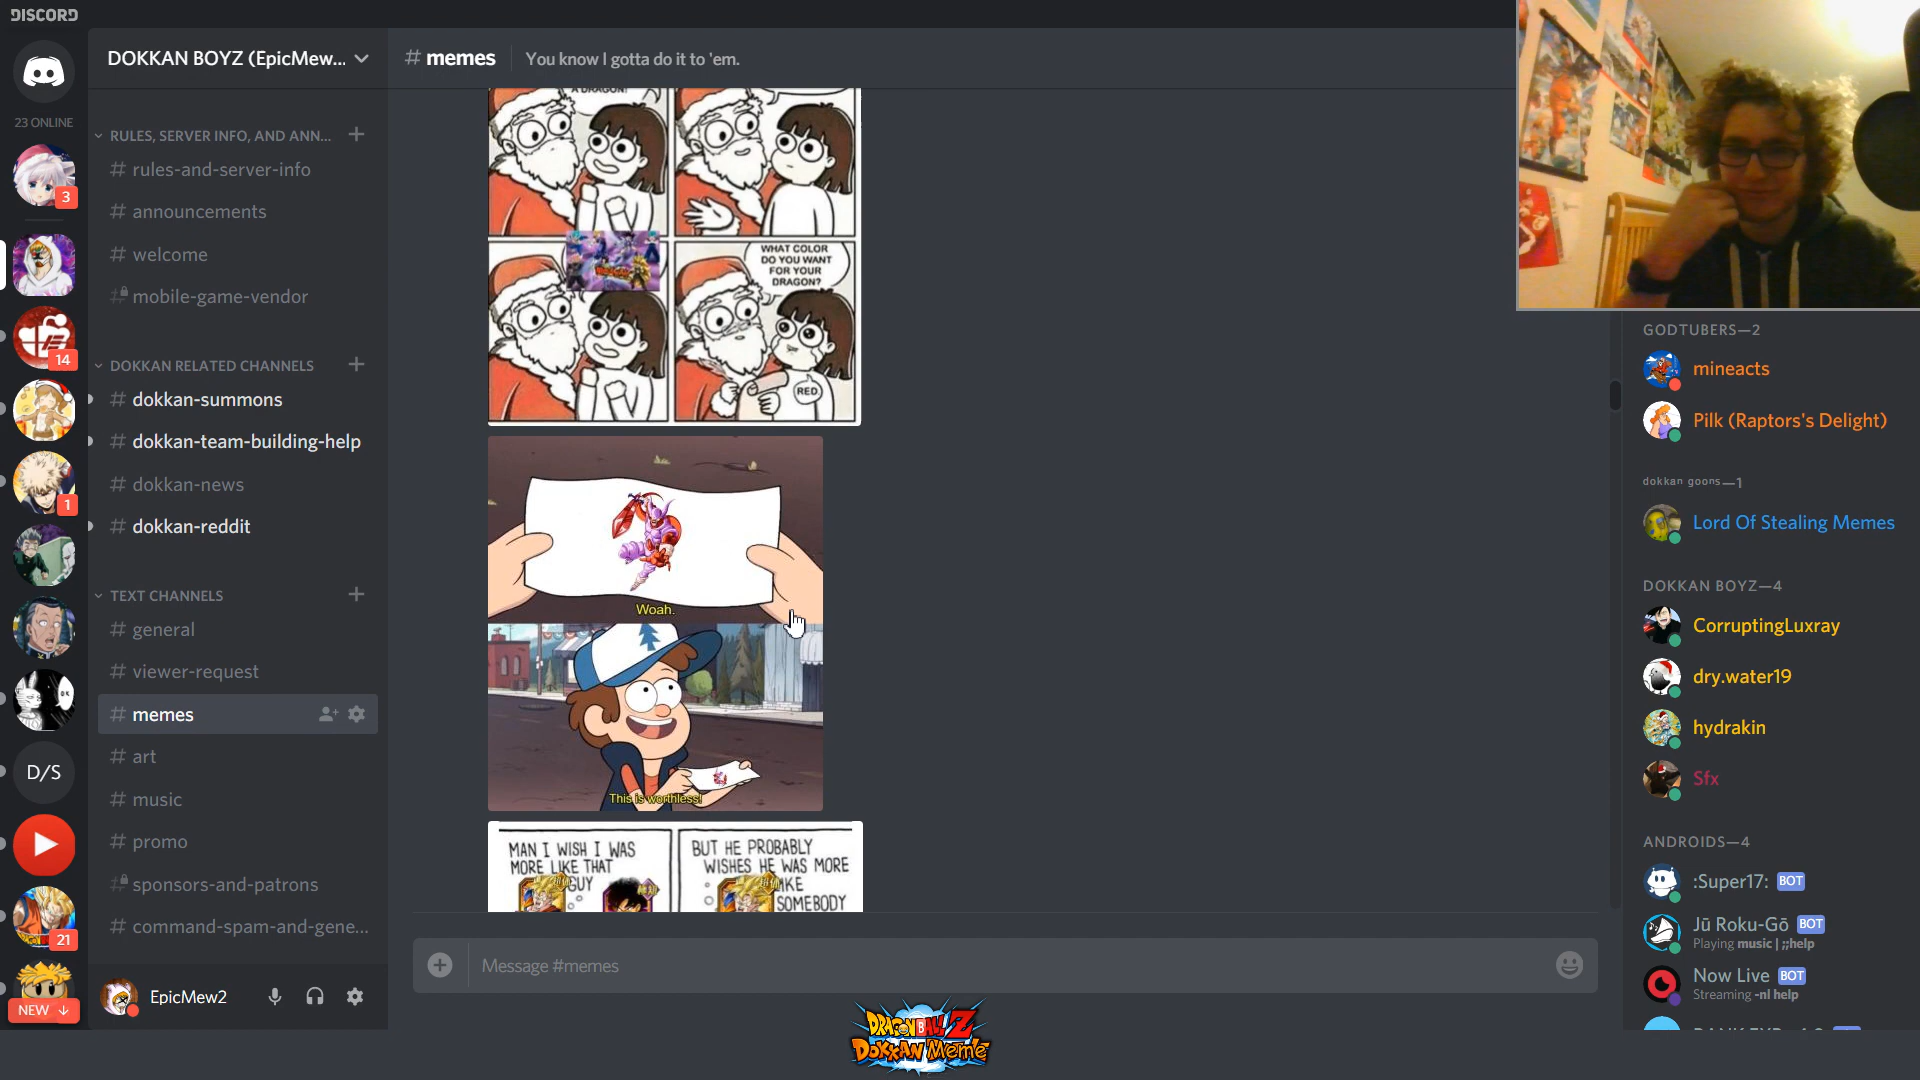 DISCORD
DOKKAN BOYZ (EpicMew...
# memes
You know I gotta do it to 'em.
23 ONLINE
3
14
1
D/S
21
NEW
RULES, SERVER INFO, AND ANN...
# rules-and-server-info
# announcements
# welcome
# mobile-game-vendor
DOKKAN RELATED CHANNELS
# dokkan-summons
# dokkan-team-building-help
# dokkan-news
# dokkan-reddit
TEXT CHANNELS
# general
# viewer-request
# memes
# art
# music
# promo
# sponsors-and-patrons
# command-spam-and-gene...
EpicMew2
A DRAGON!
WHAT COLOR
DO YOU WANT
FOR YOUR
DRAGON?
RED
Woah.
This is worthless!
MAN I WISH I WAS
MORE LIKE THAT
GUY
BUT HE PROBABLY
WISHES HE WAS MORE
LIKE
SOMEBODY
Message #memes
DRAGON BALL Z
DOKKAN MEME
GODTUBERS—2
mineacts
Pilk (Raptors's Delight)
dokkan goons—1
Lord Of Stealing Memes
DOKKAN BOYZ—4
CorruptingLuxray
dry.water19
hydrakin
Sfx
ANDROIDS—4
:Super17: BOT
Jū Roku-Gō BOT
Playing music | ;;help
Now Live BOT
Streaming -nl help